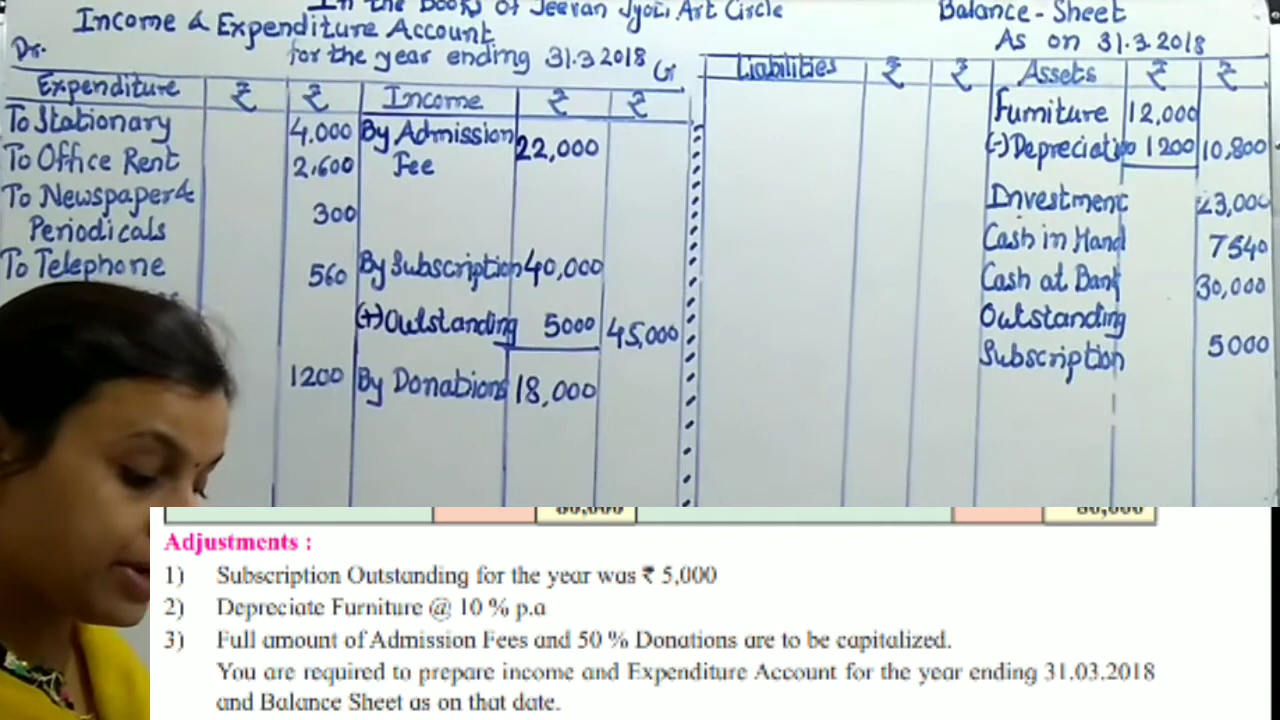 In the Books of Jeevan Jyoti Art Circle
Income & Expenditure Account
for the year ending 31.3.2018
Dr. Cr
Expenditure ₹ ₹ Income ₹ ₹
To Stationary 4,000 By Admission 22,000
To Office Rent 2,600 Fee
To Newspaper &
Periodicals 300
To Telephone 560 By Subscription 40,000
(+) Outstanding 5000 45,000
1200 By Donations 18,000
Balance - Sheet
As on 31.3.2018
Liabilities ₹ ₹ Assets ₹ ₹
Furniture 12,000
(-) Depreciatio 1200 10,800
Investment 23,000
Cash in Hand 7540
Cash at Bank 30,000
Outstanding
Subscription 5000
Adjustments :
1) Subscription Outstanding for the year was ₹ 5,000
2) Depreciate Furniture @ 10 % p.a
3) Full amount of Admission Fees and 50 % Donations are to be capitalized.
You are required to prepare income and Expenditure Account for the year ending 31.03.2018
and Balance Sheet as on that date.